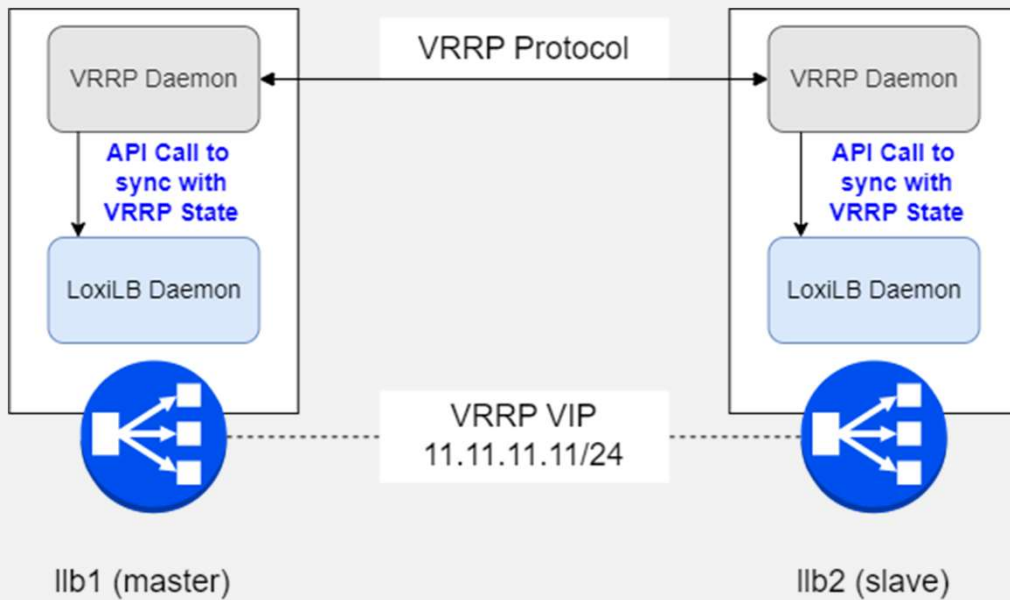 VRRP Daemon
VRRP Protocol
VRRP Daemon
API Call to
sync with
VRRP State
API Call to
sync with
VRRP State
LoxiLB Daemon
LoxiLB Daemon
VRRP VIP
11.11.11.11/24
llb1 (master)
llb2 (slave)